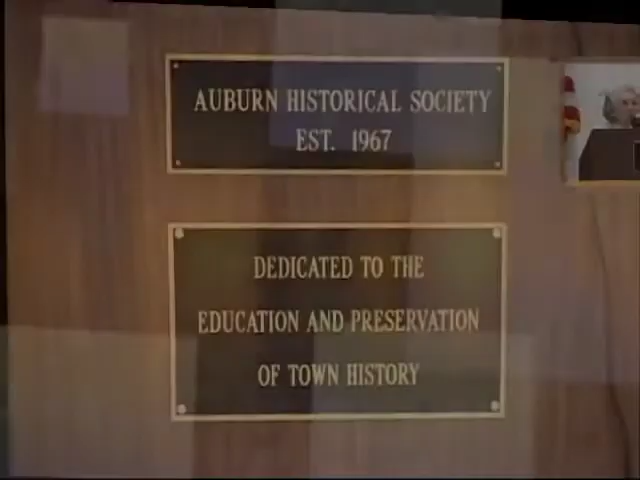 AUBURN HISTORICAL SOCIETY
EST. 1967
DEDICATED TO THE
EDUCATION AND PRESERVATION
OF TOWN HISTORY